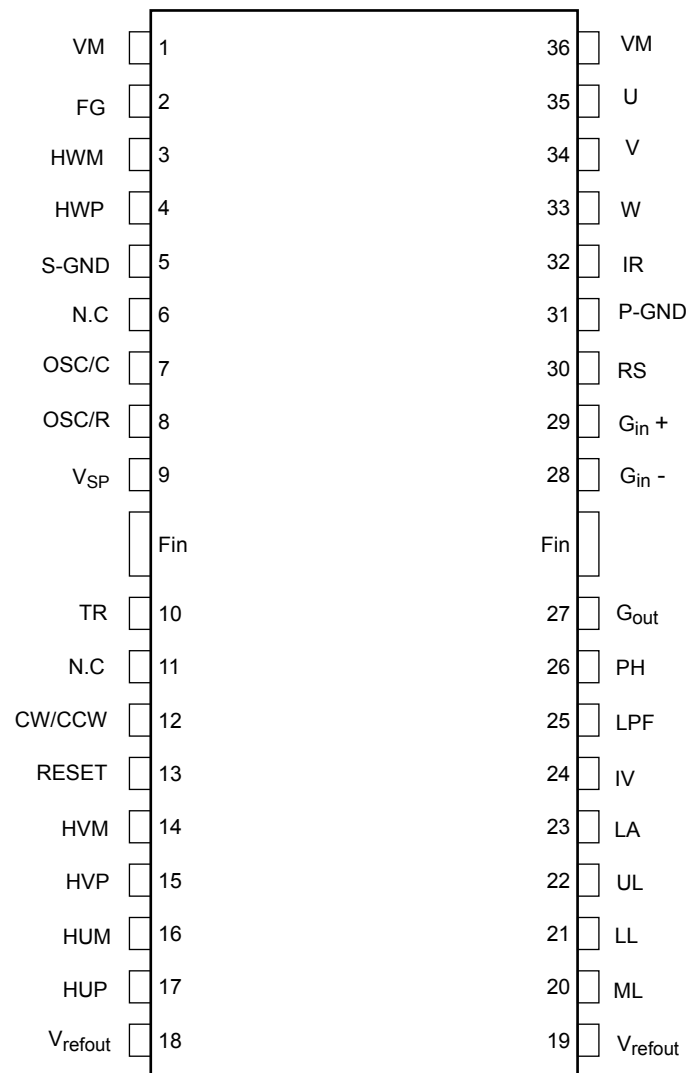 VM 1 36 VM
FG 2 35 U
HWM 3 34 V
HWP 4 33 W
S-GND 5 32 IR
N.C 6 31 P-GND
OSC/C 7 30 RS
OSC/R 8 29 Gin +
VSP 9 28 Gin -
Fin Fin
TR 10 27 Gout
N.C 11 26 PH
CW/CCW 12 25 LPF
RESET 13 24 IV
HVM 14 23 LA
HVP 15 22 UL
HUM 16 21 LL
HUP 17 20 ML
Vrefout 18 19 Vrefout